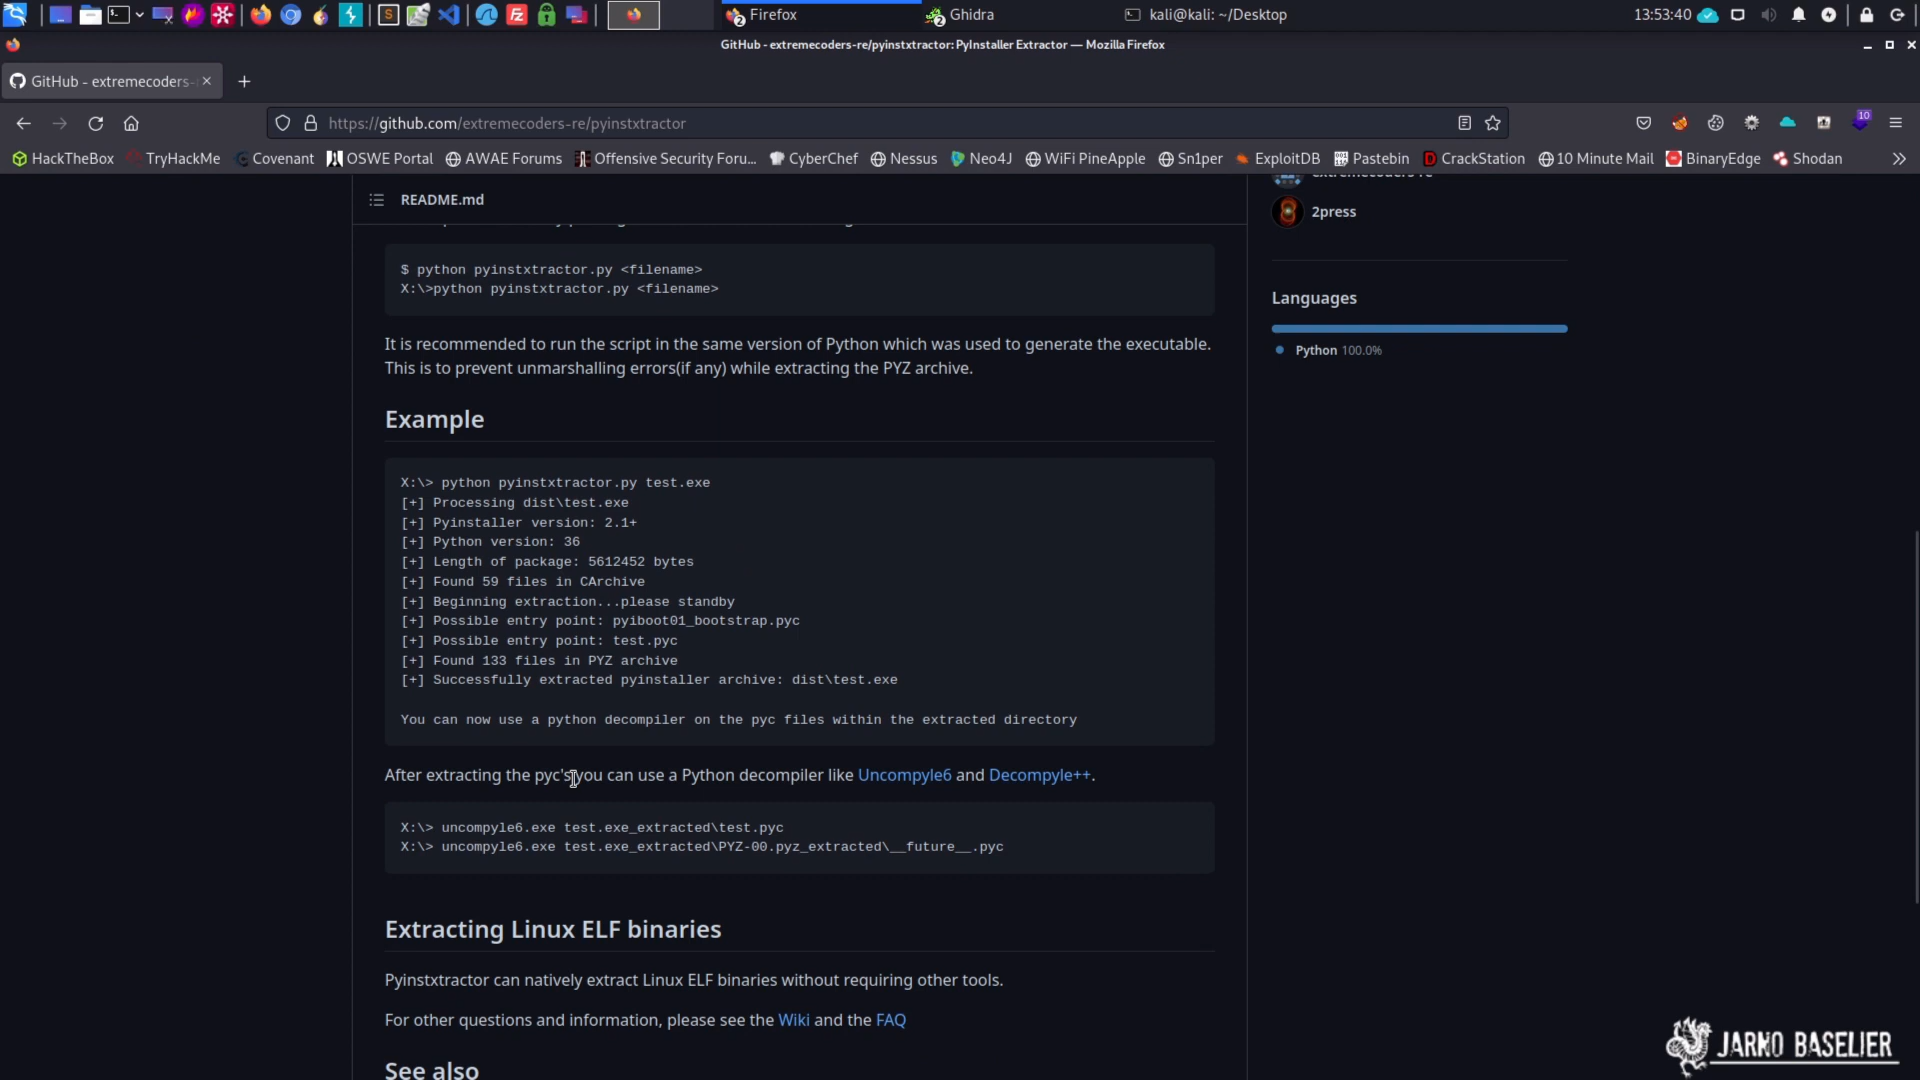 Firefox
Ghidra
kali@kali: ~/Desktop
13:53:40
GitHub - extremecoders-re/pyinstxtractor: PyInstaller Extractor — Mozilla Firefox
GitHub - extremecoders-
https://github.com/extremecoders-re/pyinstxtractor
10
HackTheBox
TryHackMe
Covenant
OSWE Portal
AWAE Forums
Offensive Security Foru...
CyberChef
Nessus
Neo4J
WiFi PineApple
Sn1per
ExploitDB
Pastebin
CrackStation
10 Minute Mail
BinaryEdge
Shodan
README.md
2press
$ python pyinstxtractor.py <filename>
X:\>python pyinstxtractor.py <filename>
Languages
Python 100.0%
It is recommended to run the script in the same version of Python which was used to generate the executable.
This is to prevent unmarshalling errors(if any) while extracting the PYZ archive.
Example
X:\> python pyinstxtractor.py test.exe
[+] Processing dist\test.exe
[+] Pyinstaller version: 2.1+
[+] Python version: 36
[+] Length of package: 5612452 bytes
[+] Found 59 files in CArchive
[+] Beginning extraction...please standby
[+] Possible entry point: pyiboot01_bootstrap.pyc
[+] Possible entry point: test.pyc
[+] Found 133 files in PYZ archive
[+] Successfully extracted pyinstaller archive: dist\test.exe
You can now use a python decompiler on the pyc files within the extracted directory
After extracting the pyc's you can use a Python decompiler like Uncompyle6 and Decompyle++.
X:\> uncompyle6.exe test.exe_extracted\test.pyc
X:\> uncompyle6.exe test.exe_extracted\PYZ-00.pyz_extracted\__future__.pyc
Extracting Linux ELF binaries
Pyinstxtractor can natively extract Linux ELF binaries without requiring other tools.
For other questions and information, please see the Wiki and the FAQ
See also
JARNO BASELIER